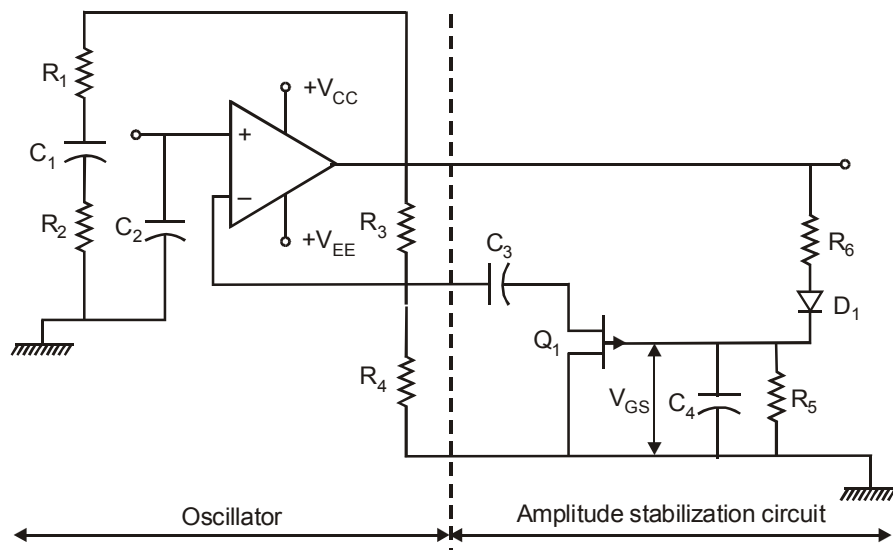 R1
+VCC
+
C1
−
R2
C2
+VEE
R3
C3
R6
D1
Q1
R4
VGS
C4
R5
Oscillator
Amplitude stabilization circuit